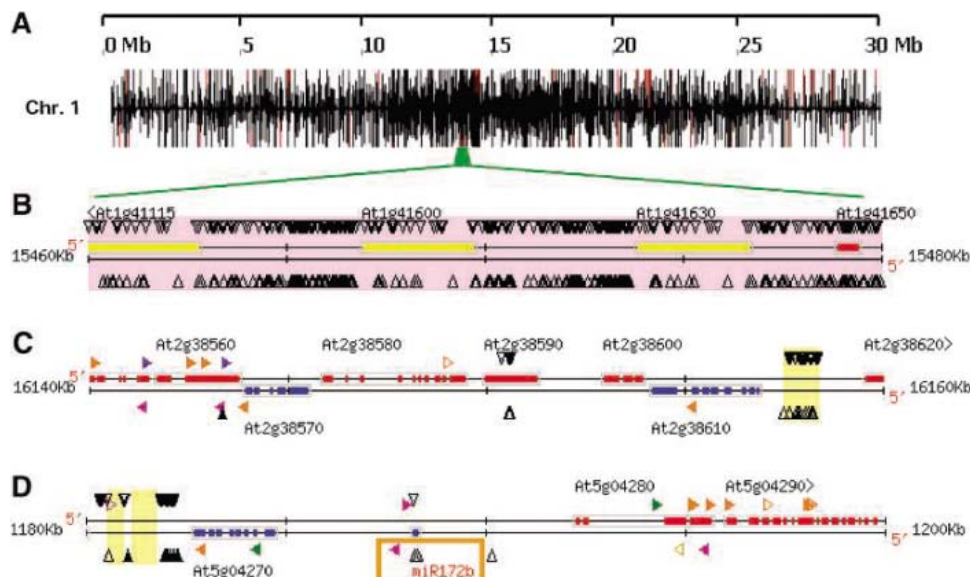 A
0 Mb 5 10 15 20 25 30 Mb
Chr. 1
B
<At1g41115 At1g41600 At1g41630 At1g41650
5'
15460Kb 15480Kb
5'
C
At2g38560 At2g38580 At2g38590 At2g38600 At2g38620>
5'
16140Kb 16160Kb
5'
At2g38570 At2g38610
D
At5g04280 At5g04290>
5'
1180Kb 1200Kb
5'
At5g04270 miR172b